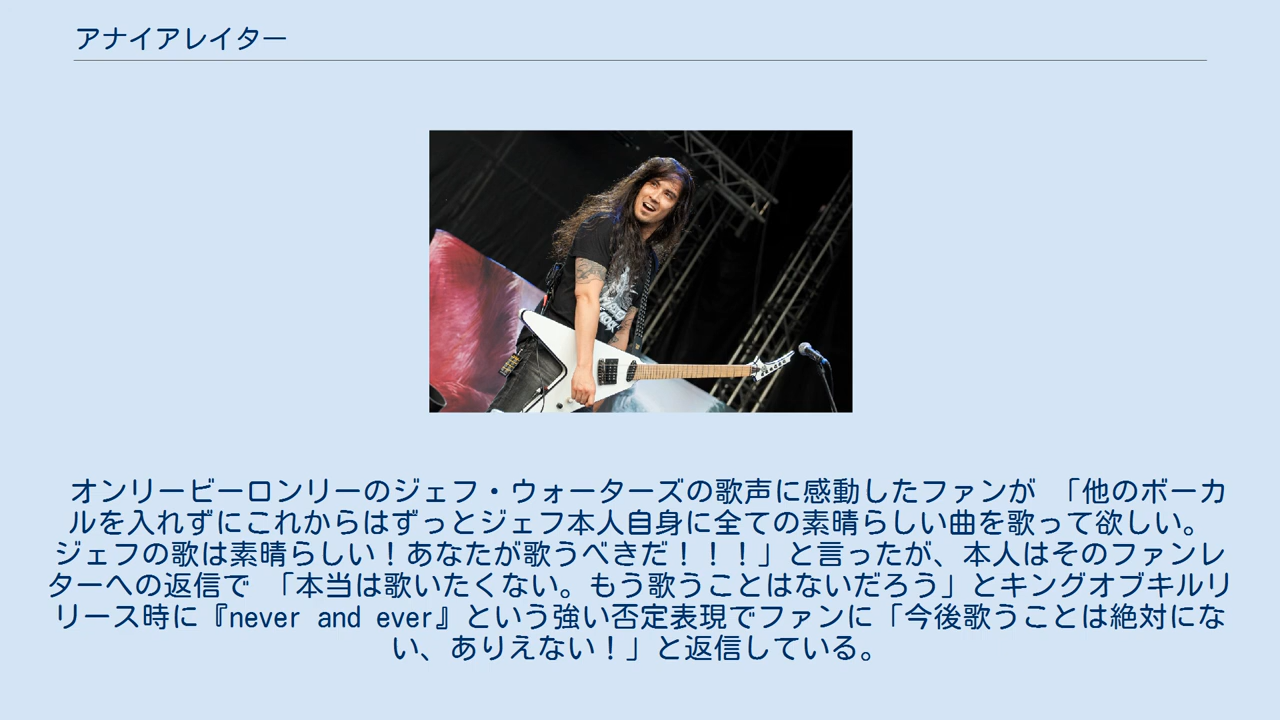 アナイアレイター
オンリービーロンリーのジェフ・ウォーターズの歌声に感動したファンが 「他のボーカ
ルを入れずにこれからはずっとジェフ本人自身に全ての素晴らしい曲を歌って欲しい。
ジェフの歌は素晴らしい！あなたが歌うべきだ！！！」と言ったが、本人はそのファンレ
ターへの返信で 「本当は歌いたくない。もう歌うことはないだろう」とキングオブキルリ
リース時に『never and ever』という強い否定表現でファンに「今後歌うことは絶対にな
い、ありえない！」と返信している。